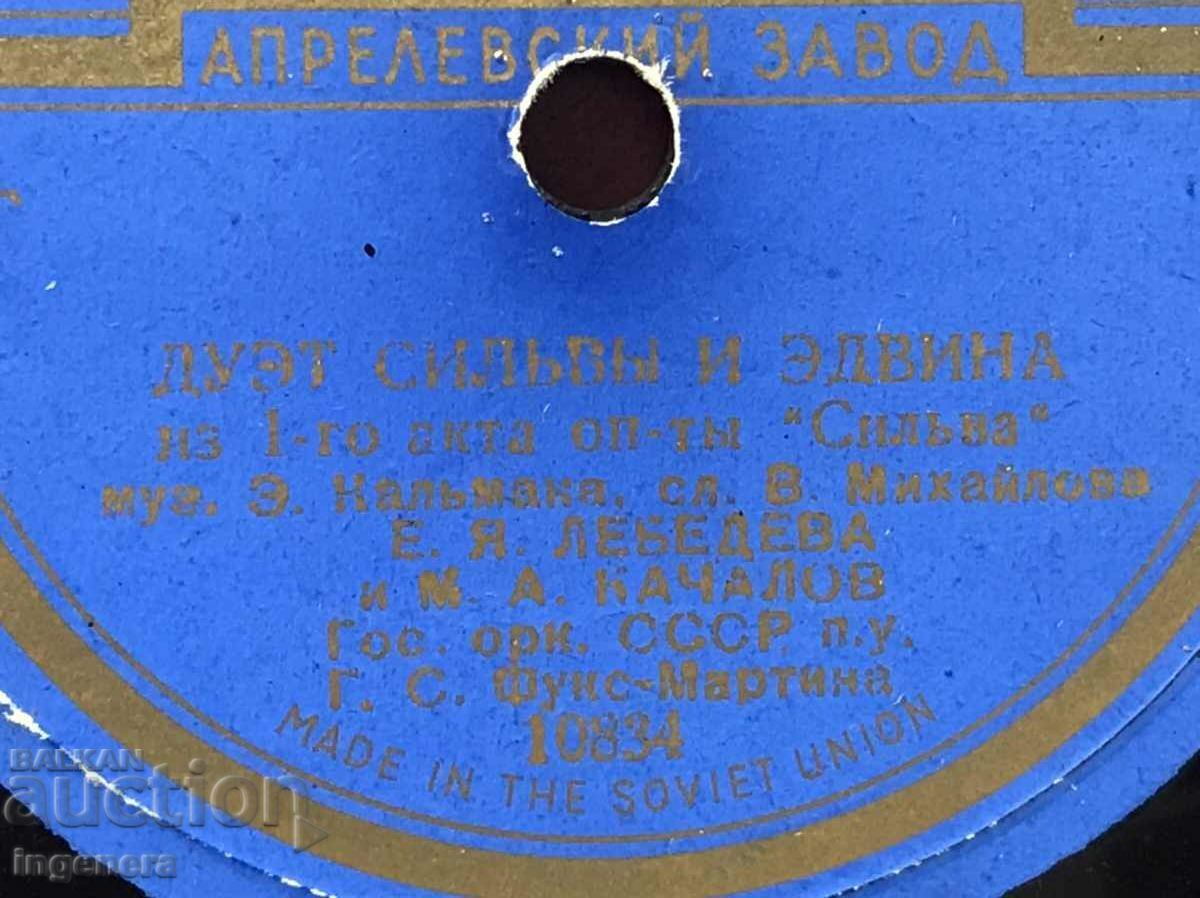 АПРЕЛЕВСКИЙ ЗАВОД
ДУЭТ СИЛЬВЫ И ЭДВИНА
из 1-го акта оп-ты "Сильва"
муз. Э. Кальмана, сл. В. Михайлова
Е. Я. ЛЕБЕДЕВА
и М. А. КАЧАЛОВ
Гос. орк. СССР п.у.
Г. С. Фукс-Мартина
10834
MADE IN THE SOVIET UNION
BALKAN
auction
ingenera